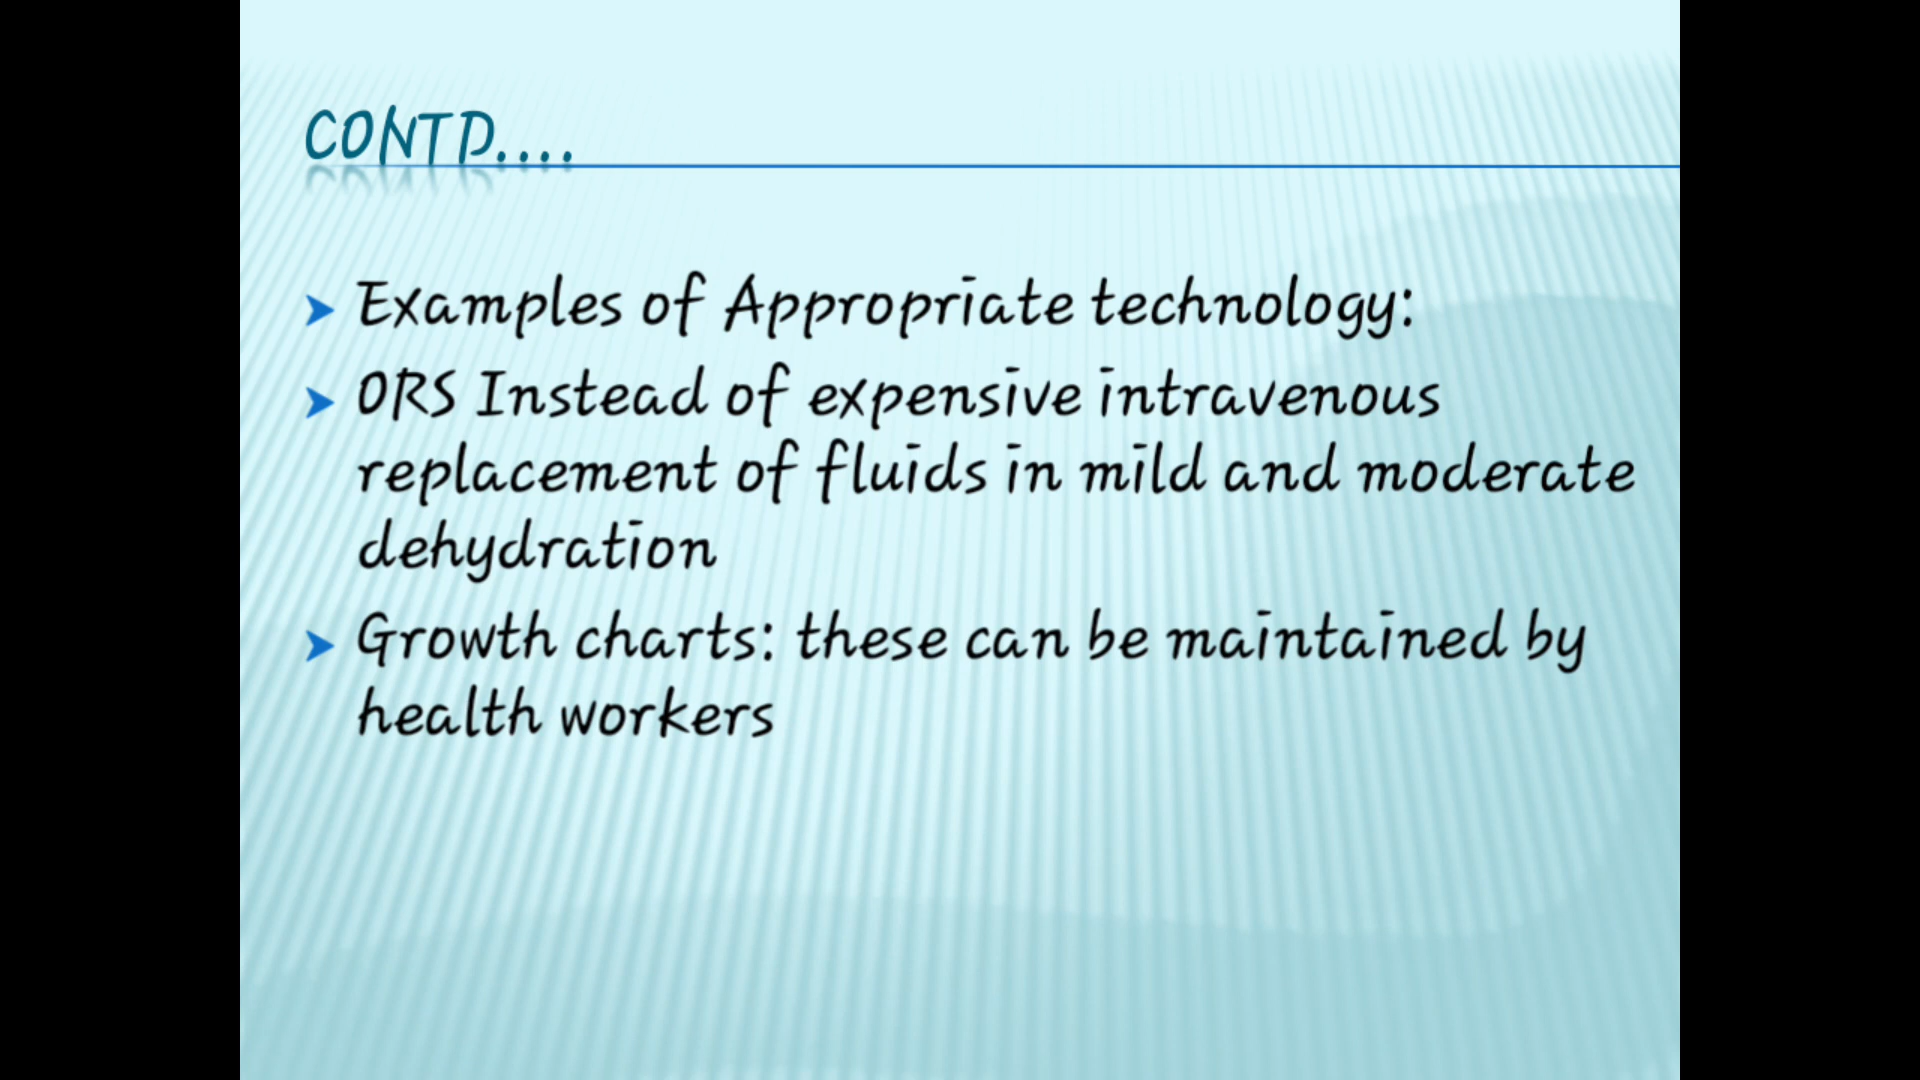 CONTD....
Examples of Appropriate technology:
ORS Instead of expensive intravenous
replacement of fluids in mild and moderate
dehydration
Growth charts: these can be maintained by
health workers